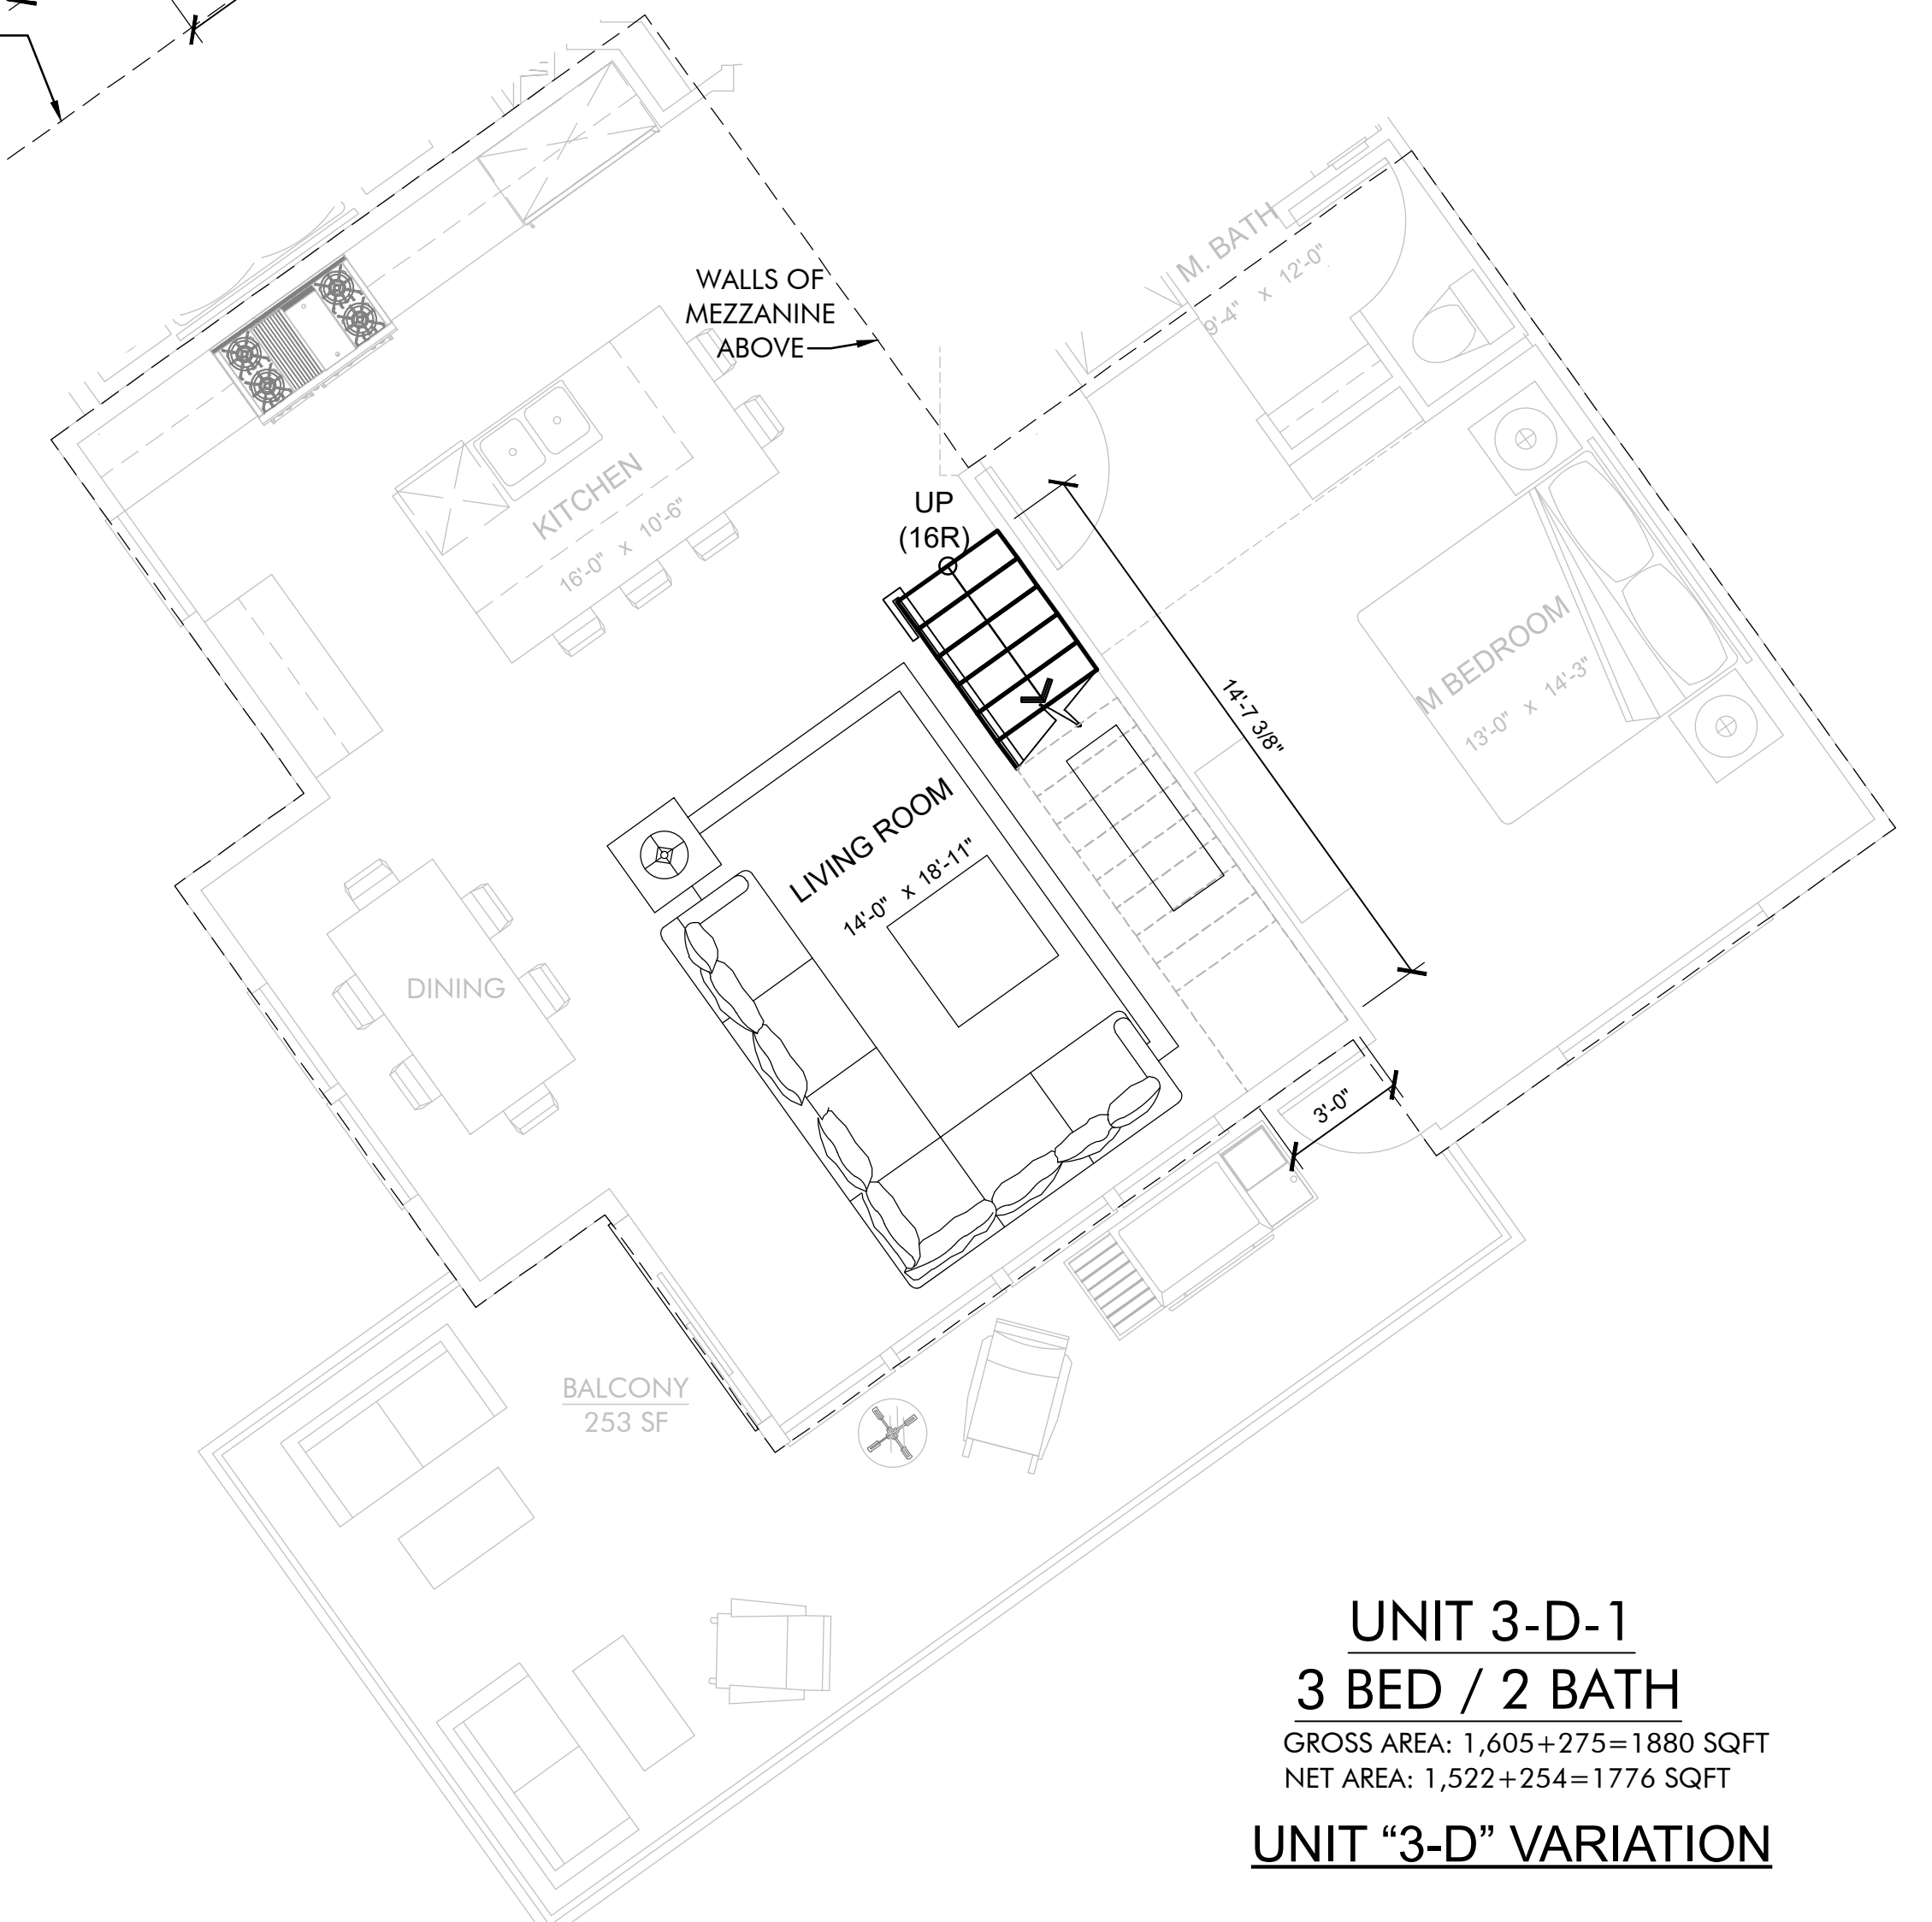 WALLS OF
MEZZANINE
ABOVE
M. BATH
9'-4" x 12'-0"
KITCHEN
16'-0" x 10'-6"
UP
(16R)
M BEDROOM
13'-0" x 14'-3"
14'-7 3/8"
LIVING ROOM
14'-0" x 18'-11"
DINING
3'-0"
BALCONY
253 SF
UNIT 3-D-1
3 BED / 2 BATH
GROSS AREA: 1,605+275=1880 SQFT
NET AREA: 1,522+254=1776 SQFT
UNIT “3-D” VARIATION